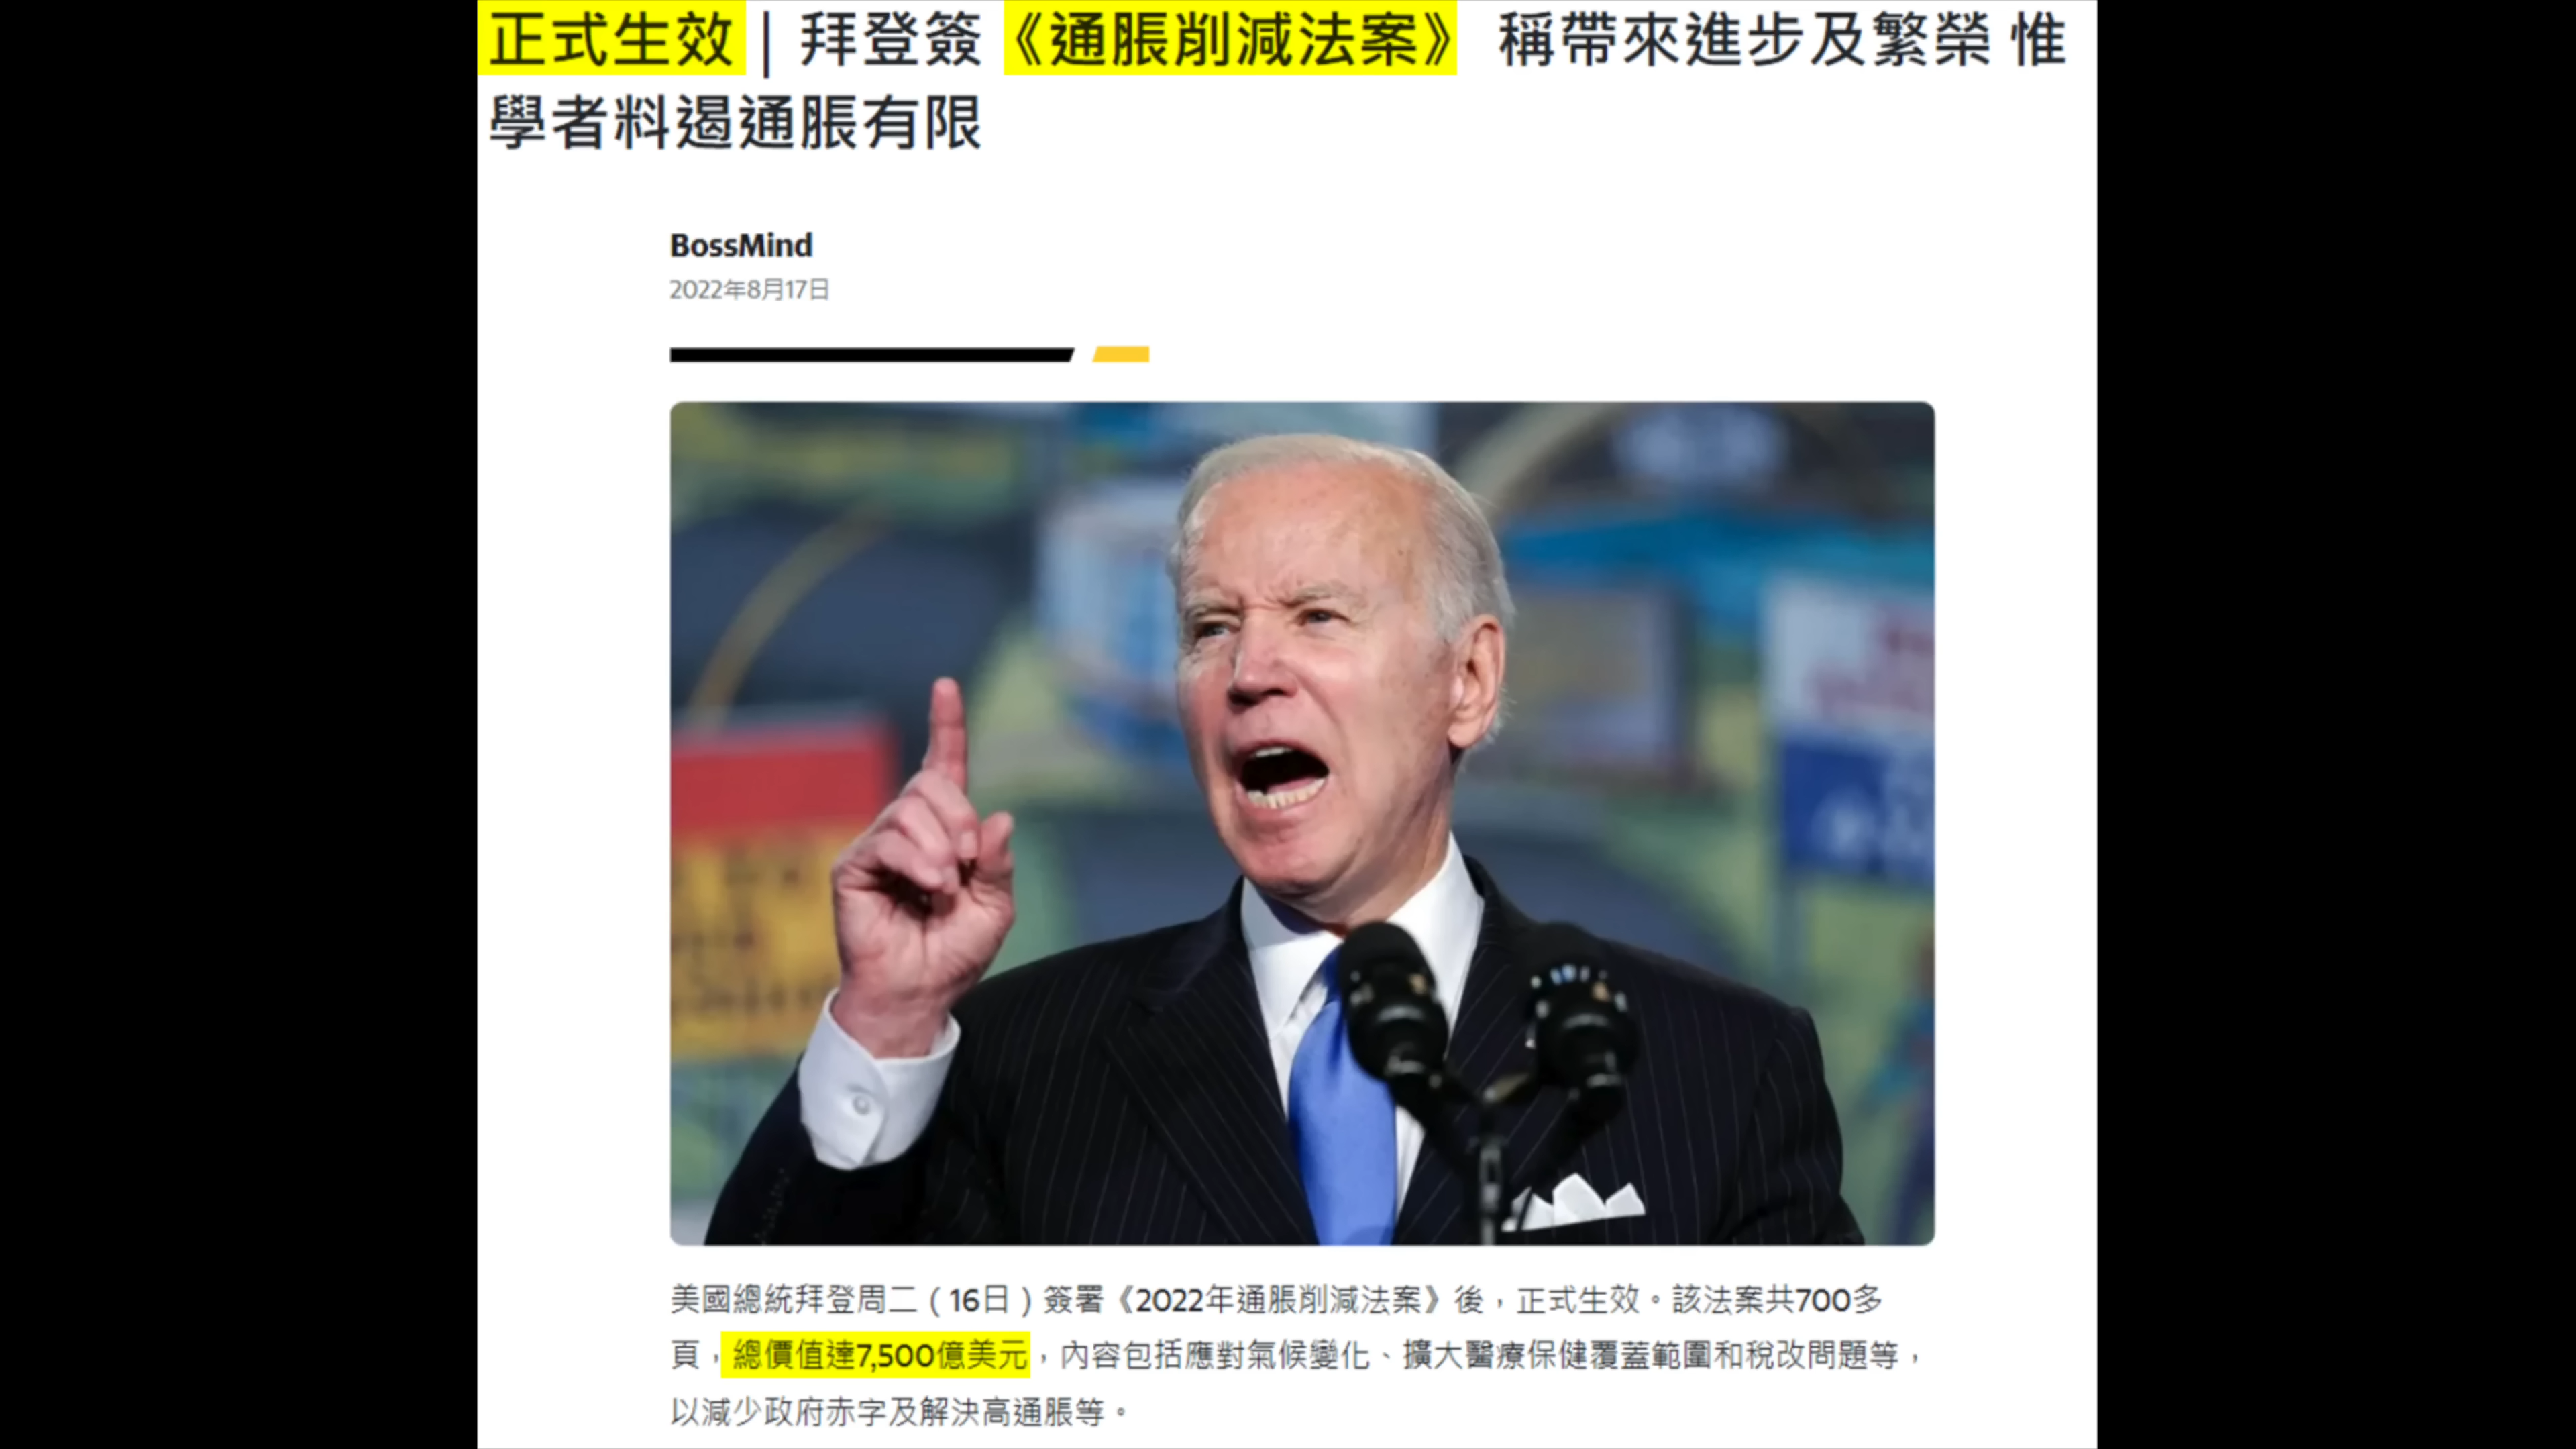 正式生效｜拜登簽《通脹削減法案》 稱帶來進步及繁榮 惟
學者料遏通脹有限
BossMind
2022年8月17日
美國總統拜登周二（16日）簽署《2022年通脹削減法案》後，正式生效。該法案共700多
頁，總價值達7,500億美元，內容包括應對氣候變化、擴大醫療保健覆蓋範圍和稅改問題等，
以減少政府赤字及解決高通脹等。